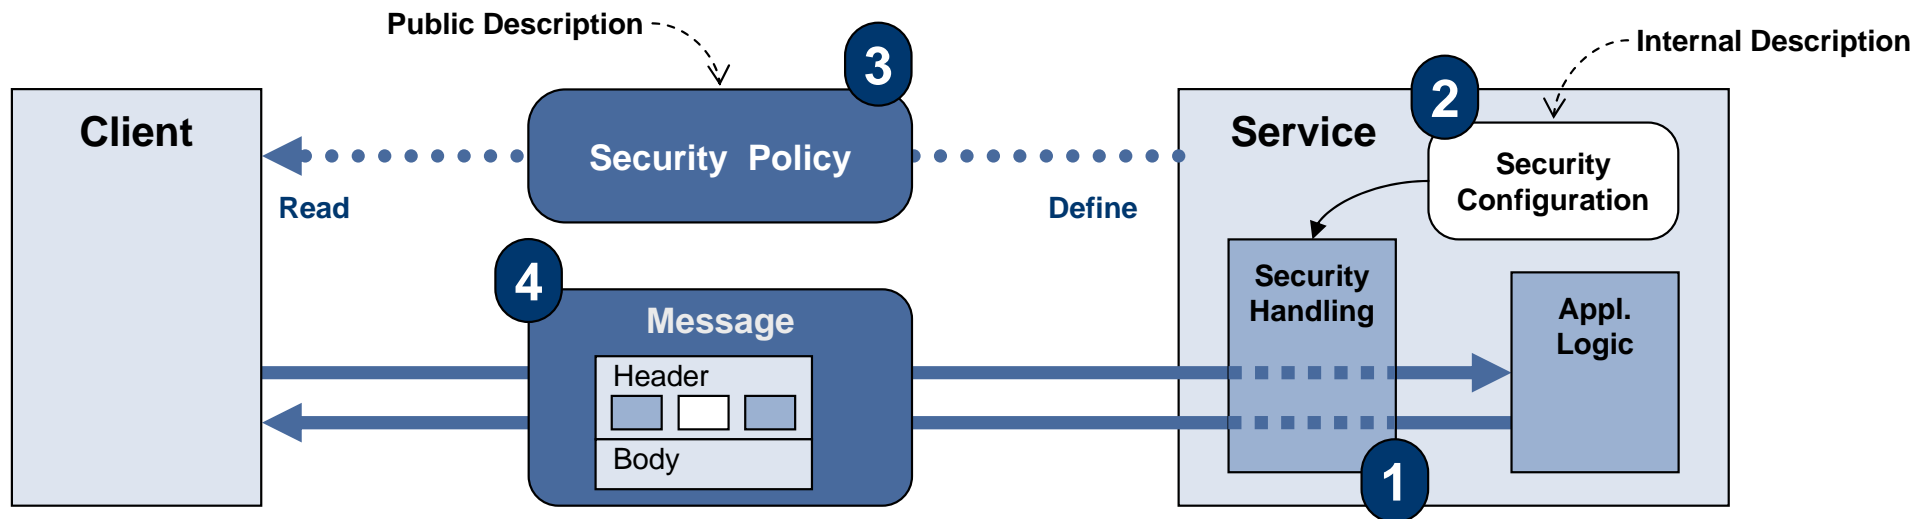 Public Description
Internal Description
3
2
Client
Service
Security Policy
Security
Configuration
Read
Define
4
Message
Security
Handling
Appl.
Logic
Header
Body
1